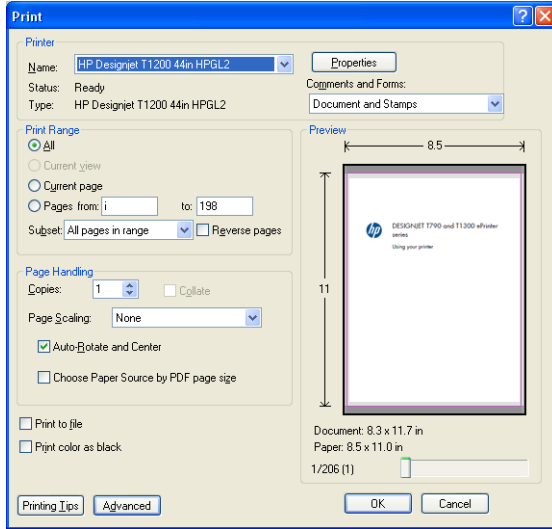 Print
Printer
Name: HP Designjet T1200 44in HPGL2
Properties
Status: Ready
Type: HP Designjet T1200 44in HPGL2
Comments and Forms:
Document and Stamps
Print Range
All
Current view
Current page
Pages from: i to: 198
Subset: All pages in range Reverse pages
Page Handling
Copies: 1 Collate
Page Scaling: None
Auto-Rotate and Center
Choose Paper Source by PDF page size
Print to file
Print color as black
Preview
8.5
11
hp
DESIGNJET T790 and T1300 ePrinter
series
Using your printer
Document: 8.3 x 11.7 in
Paper: 8.5 x 11.0 in
1/206 (1)
Printing Tips Advanced OK Cancel